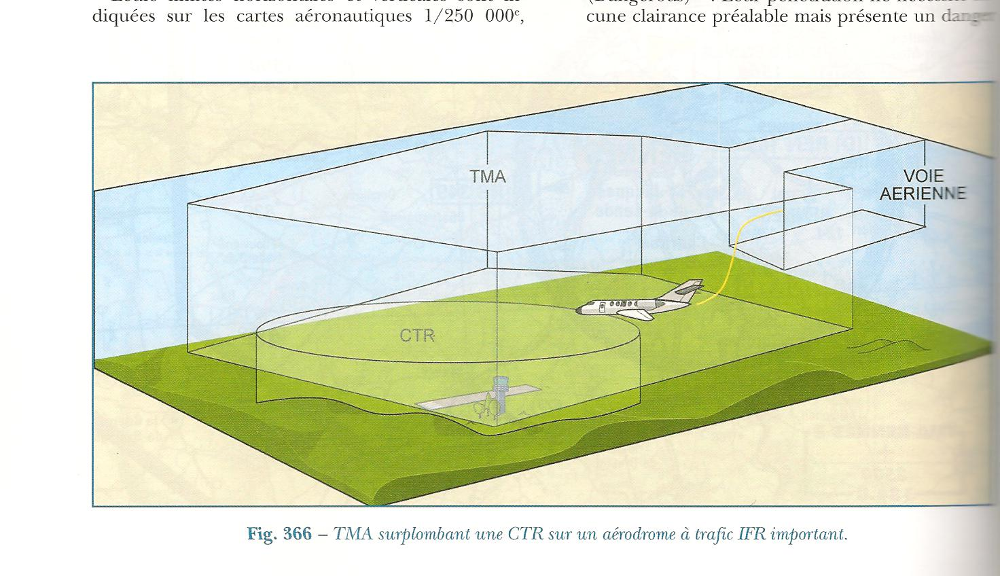 diquées sur les cartes aéronautiques 1/250 000e,
cune clairance préalable mais présente un danger
TMA
VOIE
AERIENNE
CTR
Fig. 366 – TMA surplombant une CTR sur un aérodrome à trafic IFR important.